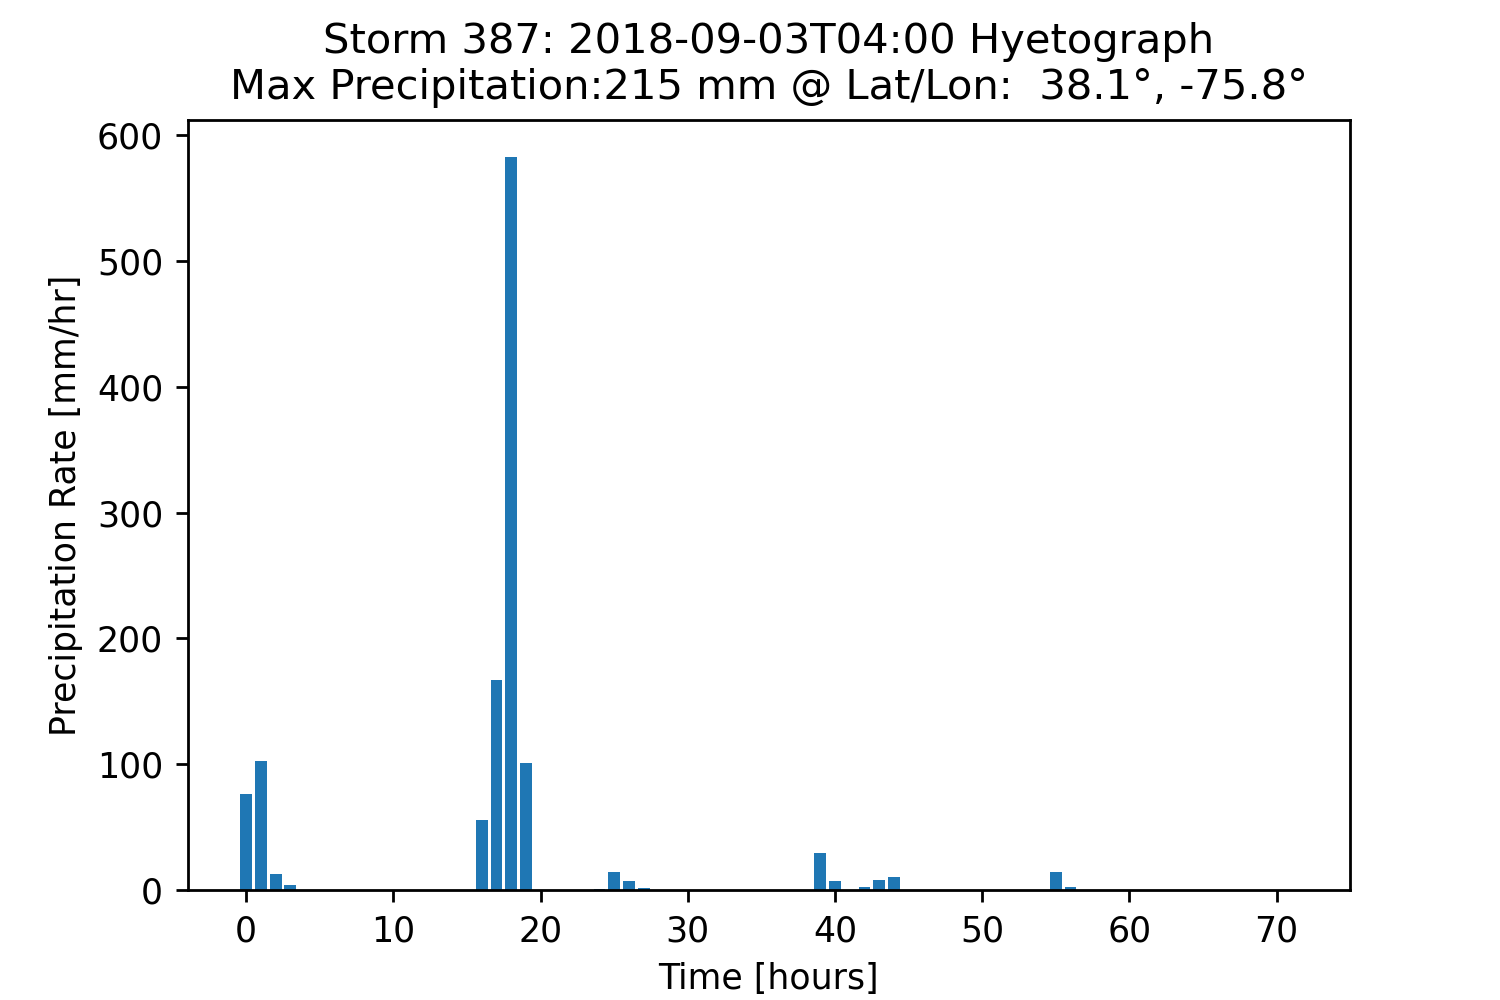 Storm 387: 2018-09-03T04:00 Hyetograph
Max Precipitation:215 mm @ Lat/Lon:  38.1°, -75.8°
600
500
400
300
200
100
0
Precipitation Rate [mm/hr]
0 10 20 30 40 50 60 70
Time [hours]